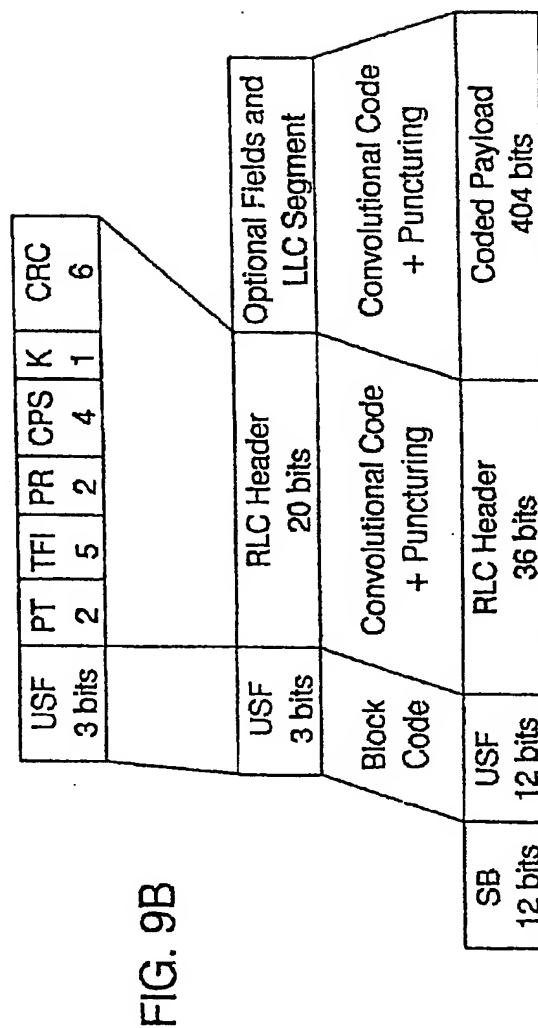 FIG. 9B
USF PT TFI PR CPS K CRC
3 bits 2 5 2 4 1 6
USF RLC Header Optional Fields and
3 bits 20 bits LLC Segment
Block Convolutional Code Convolutional Code
Code + Puncturing + Puncturing
SB USF RLC Header Coded Payload
12 bits 12 bits 36 bits 404 bits